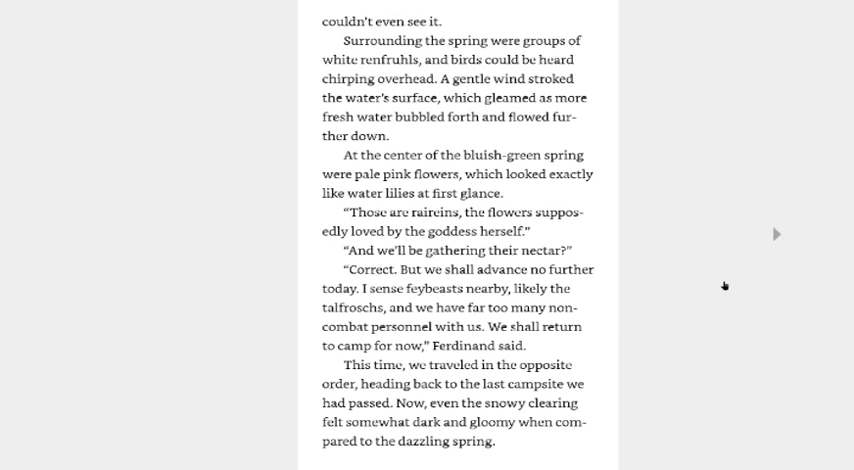 couldn't even see it.
Surrounding the spring were groups of
white renfruhls, and birds could be heard
chirping overhead. A gentle wind stroked
the water's surface, which gleamed as more
fresh water bubbled forth and flowed fur-
ther down.
At the center of the bluish-green spring
were pale pink flowers, which looked exactly
like water lilies at first glance.
“Those are raireins, the flowers suppos-
edly loved by the goddess herself.”
“And we'll be gathering their nectar?”
“Correct. But we shall advance no further
today. I sense feybeasts nearby, likely the
talfroschs, and we have far too many non-
combat personnel with us. We shall return
to camp for now,” Ferdinand said.
This time, we traveled in the opposite
order, heading back to the last campsite we
had passed. Now, even the snowy clearing
felt somewhat dark and gloomy when com-
pared to the dazzling spring.